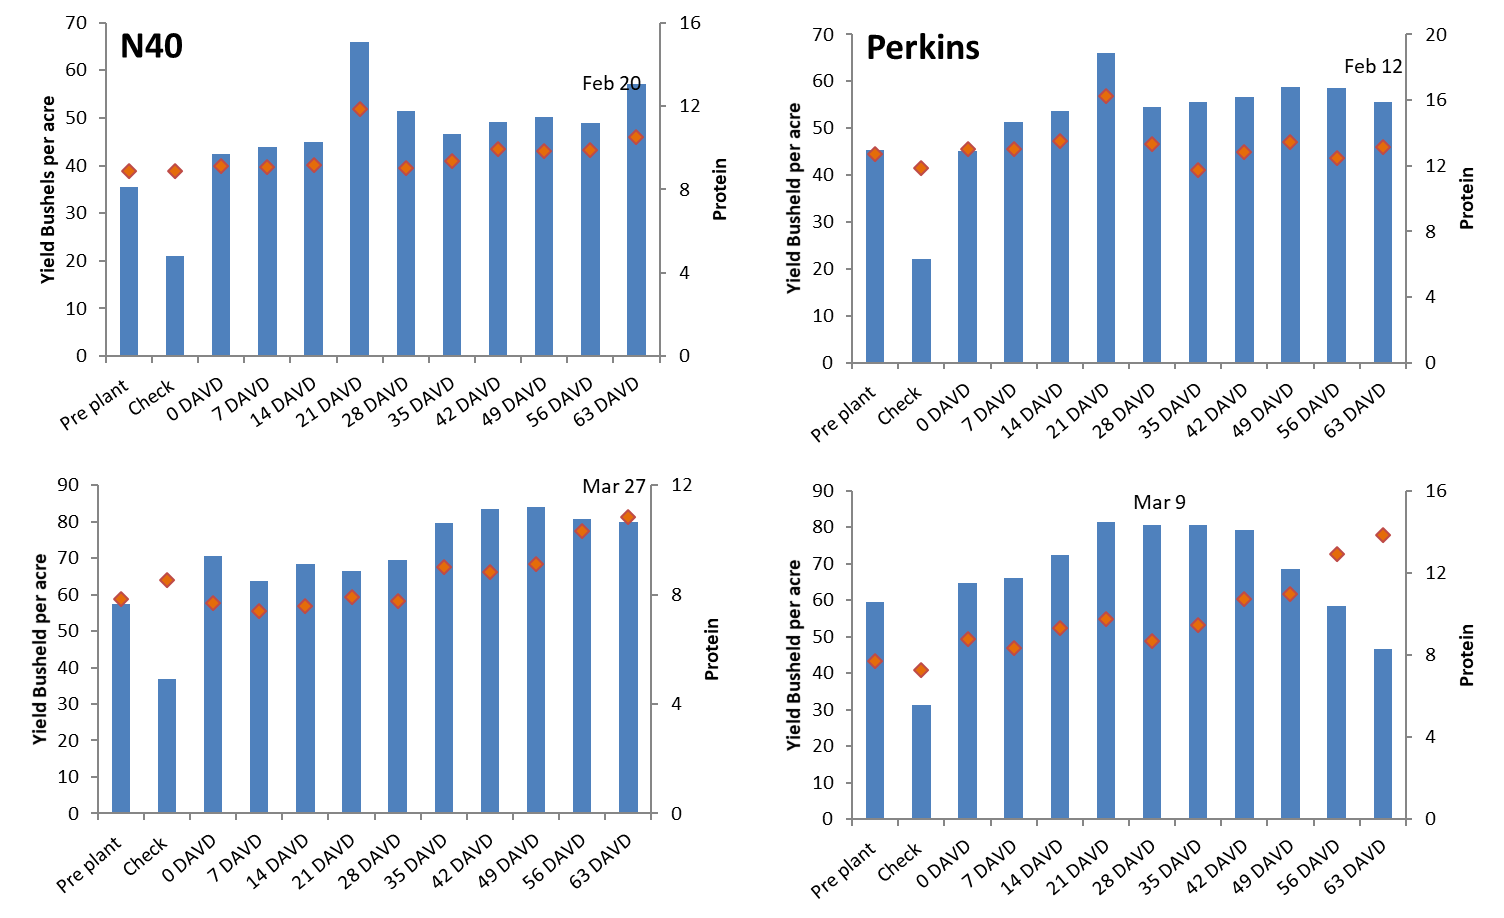 N40
Feb 20
Yield Bushels per acre
70
60
50
40
30
20
10
0
16
12
8
4
0
Protein
Pre plant
Check
0 DAVD
7 DAVD
14 DAVD
21 DAVD
28 DAVD
35 DAVD
42 DAVD
49 DAVD
56 DAVD
63 DAVD
Perkins
Feb 12
Yield Busheld per acre
70
60
50
40
30
20
10
0
20
16
12
8
4
0
Protein
Pre plant
Check
0 DAVD
7 DAVD
14 DAVD
21 DAVD
28 DAVD
35 DAVD
42 DAVD
49 DAVD
56 DAVD
63 DAVD
Mar 27
Yield Busheld per acre
90
80
70
60
50
40
30
20
10
0
12
8
4
0
Protein
Pre plant
Check
0 DAVD
7 DAVD
14 DAVD
21 DAVD
28 DAVD
35 DAVD
42 DAVD
49 DAVD
56 DAVD
63 DAVD
Mar 9
Yield Busheld per acre
90
80
70
60
50
40
30
20
10
0
16
12
8
4
0
Protein
Pre plant
Check
0 DAVD
7 DAVD
14 DAVD
21 DAVD
28 DAVD
35 DAVD
42 DAVD
49 DAVD
56 DAVD
63 DAVD